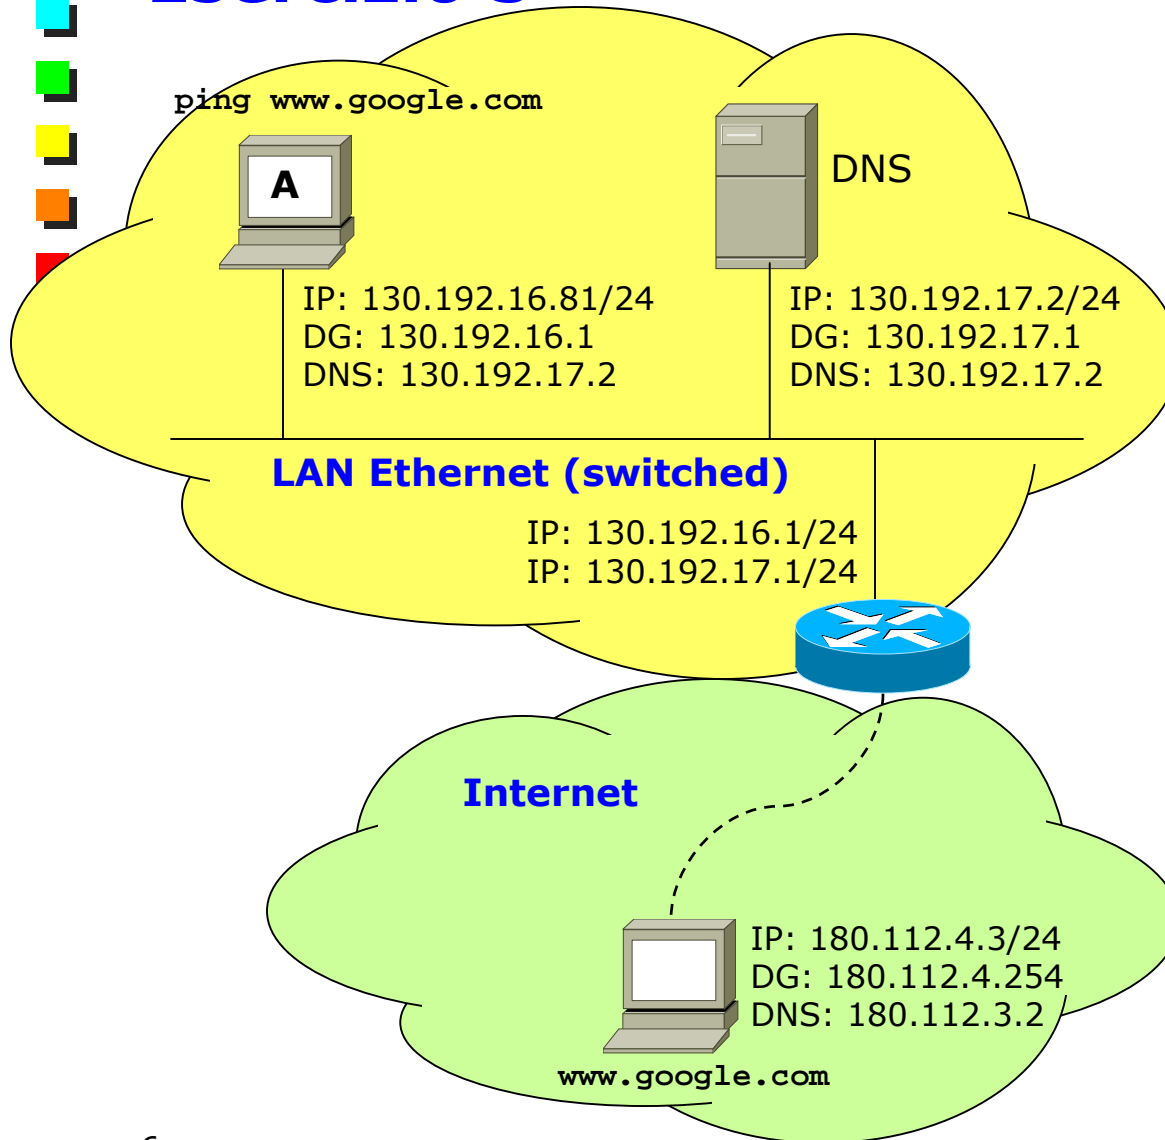 ping www.google.com
A
DNS
IP: 130.192.16.81/24
DG: 130.192.16.1
DNS: 130.192.17.2
IP: 130.192.17.2/24
DG: 130.192.17.1
DNS: 130.192.17.2
LAN Ethernet (switched)
IP: 130.192.16.1/24
IP: 130.192.17.1/24
Internet
IP: 180.112.4.3/24
DG: 180.112.4.254
DNS: 180.112.3.2
www.google.com